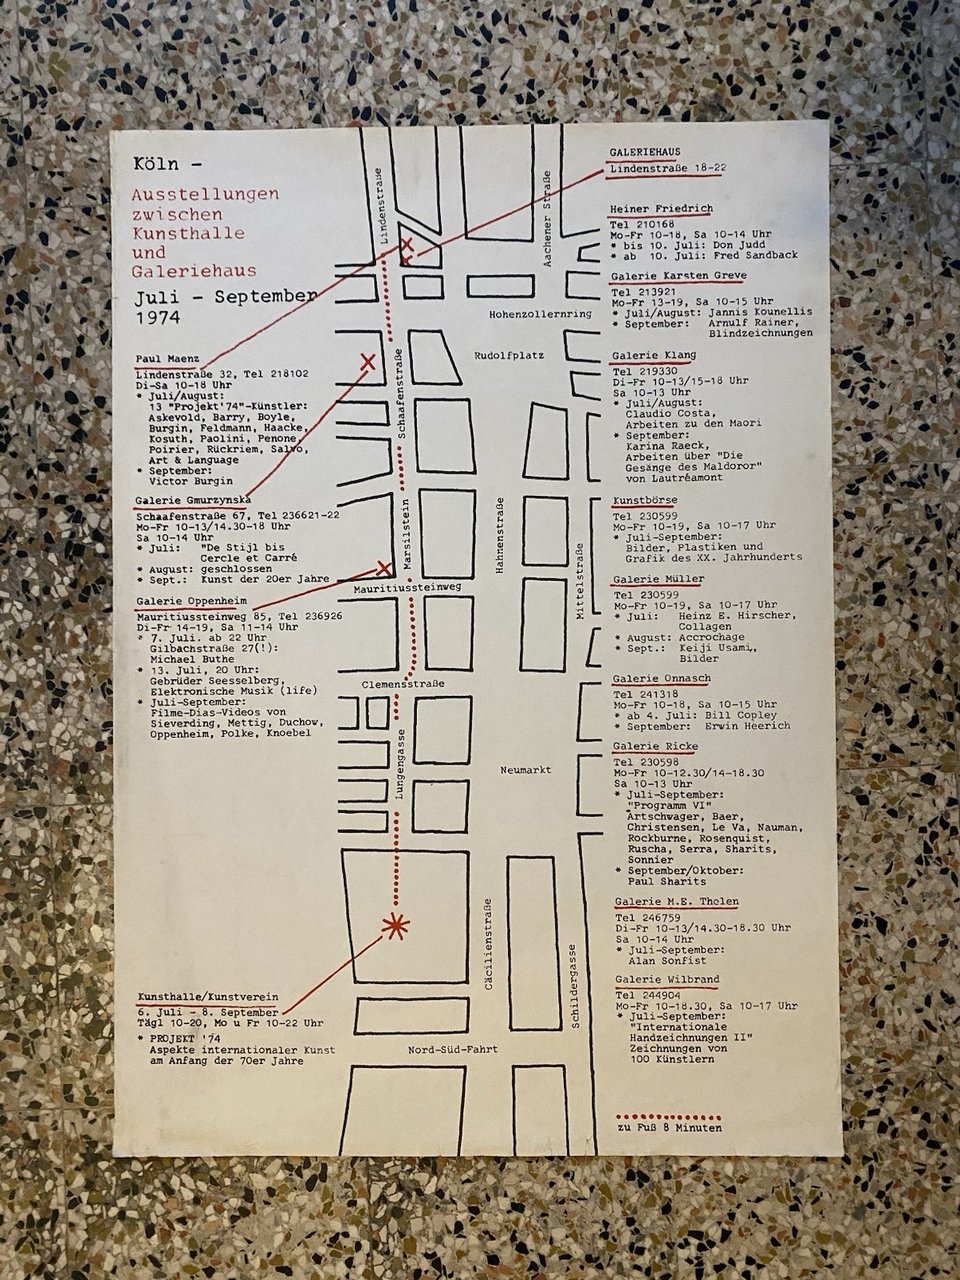 Köln -
Ausstellungen
zwischen
Kunsthalle
und
Galeriehaus
Juli - September
1974
Paul Maenz
Lindenstraße 32, Tel 218102
Di-Sa 10-18 Uhr
* Juli/August:
13 "Projekt'74"-Künstler:
Askevold, Barry, Boyle,
Burgin, Feldmann, Haacke,
Kosuth, Paolini, Penone,
Poirier, Rückriem, Salvo,
Art & Language
* September:
Victor Burgin
Galerie Gmurzynska
Schaafenstraße 67, Tel 236621-22
Mo-Fr 10-13/14.30-18 Uhr
Sa 10-14 Uhr
* Juli: "De Stijl bis
Cercle et Carré
* August: geschlossen
* Sept.: Kunst der 20er Jahre
Galerie Oppenheim
Mauritiussteinweg 85, Tel 236926
Di-Fr 14-19, Sa 11-14 Uhr
* 7. Juli. ab 22 Uhr
Gilbachstraße 27(!):
Michael Buthe
* 13. Juli, 20 Uhr:
Gebrüder Seesselberg,
Elektronische Musik (life)
* Juli-September:
Filme-Dias-Videos von
Sieverding, Mettig, Duchow,
Oppenheim, Polke, Knoebel
Kunsthalle/Kunstverein
6. Juli - 8. September
Tägl 10-20, Mo u Fr 10-22 Uhr
* PROJEKT '74
Aspekte internationaler Kunst
am Anfang der 70er Jahre
Lindenstraße
Aachener Straße
Hohenzollernring
Rudolfplatz
Schaafenstraße
Marsilstein
Hahnenstraße
Mittelstraße
Mauritiussteinweg
Clemensstraße
Lungengasse
Neumarkt
Cäcilienstraße
Schildergasse
Nord-Süd-Fahrt
GALERIEHAUS
Lindenstraße 18-22
Heiner Friedrich
Tel 210168
Mo-Fr 10-18, Sa 10-14 Uhr
* bis 10. Juli: Don Judd
* ab 10. Juli: Fred Sandback
Galerie Karsten Greve
Tel 213921
Mo-Fr 13-19, Sa 10-15 Uhr
* Juli/August: Jannis Kounellis
* September: Arnulf Rainer,
Blindzeichnungen
Galerie Klang
Tel 219330
Di-Fr 10-13/15-18 Uhr
Sa 10-13 Uhr
* Juli/August:
Claudio Costa,
Arbeiten zu den Maori
* September:
Karina Raeck,
Arbeiten über "Die
Gesänge des Maldoror"
von Lautréamont
Kunstbörse
Tel 230599
Mo-Fr 10-19, Sa 10-17 Uhr
* Juli-September:
Bilder, Plastiken und
Grafik des XX. Jahrhunderts
Galerie Müller
Tel 230599
Mo-Fr 10-19, Sa 10-17 Uhr
* Juli: Heinz E. Hirscher,
Collagen
* August: Accrochage
* Sept.: Keiji Usami,
Bilder
Galerie Onnasch
Tel 241318
Mo-Fr 10-18, Sa 10-15 Uhr
* ab 4. Juli: Bill Copley
* September: Erwin Heerich
Galerie Ricke
Tel 230598
Mo-Fr 10-12.30/14-18.30
Sa 10-13 Uhr
* Juli-September:
"Programm VI"
Artschwager, Baer,
Christensen, Le Va, Nauman,
Rockburne, Rosenquist,
Ruscha, Serra, Sharits,
Sonnier
* September/Oktober:
Paul Sharits
Galerie M.E. Thelen
Tel 246759
Di-Fr 10-13/14.30-18.30 Uhr
Sa 10-14 Uhr
* Juli-September:
Alan Sonfist
Galerie Wilbrand
Tel 244904
Mo-Fr 10-18.30, Sa 10-17 Uhr
* Juli-September:
"Internationale
Handzeichnungen II"
Zeichnungen von
100 Künstlern
zu Fuß 8 Minuten